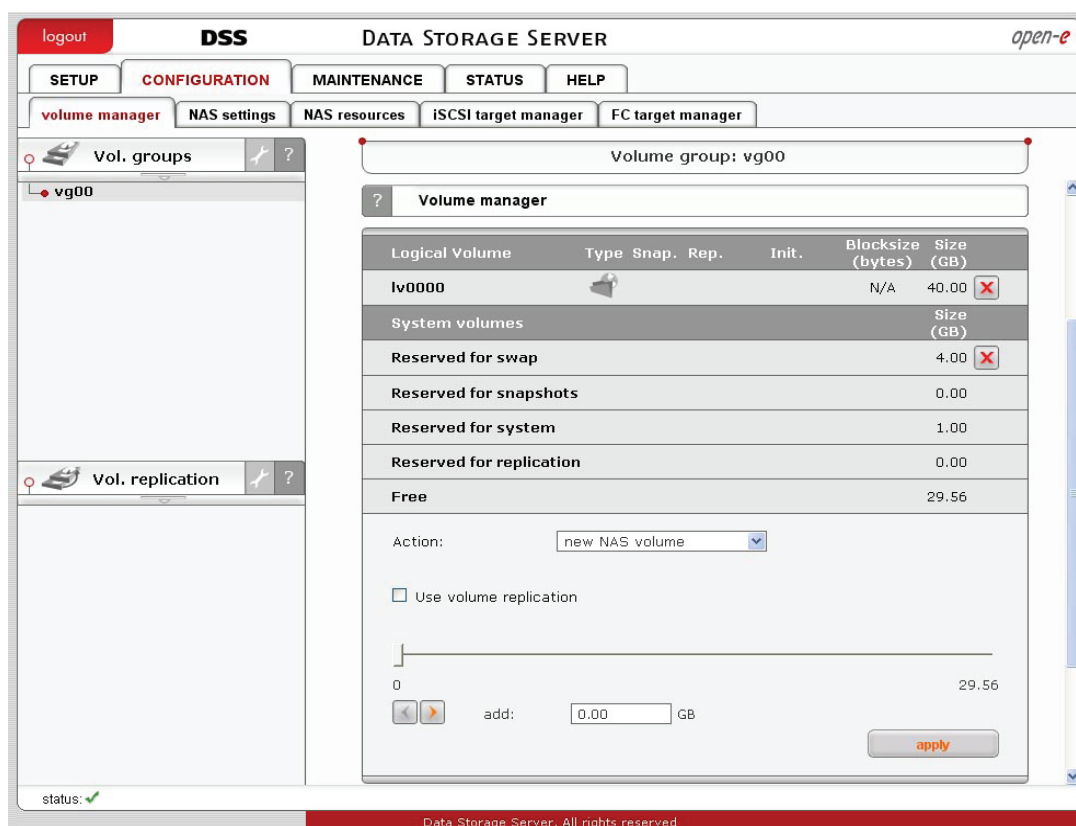 logout DSS DATA STORAGE SERVER open-e
SETUP CONFIGURATION MAINTENANCE STATUS HELP
volume manager NAS settings NAS resources iSCSI target manager FC target manager
Vol. groups ?
vg00
Vol. replication ?
Volume group: vg00
? Volume manager
Logical Volume Type Snap. Rep. Init. Blocksize (bytes) Size (GB)
lv0000 N/A 40.00
System volumes Size (GB)
Reserved for swap 4.00
Reserved for snapshots 0.00
Reserved for system 1.00
Reserved for replication 0.00
Free 29.56
Action: new NAS volume
Use volume replication
0 29.56
add: 0.00 GB
apply
status:
Data Storage Server. All rights reserved